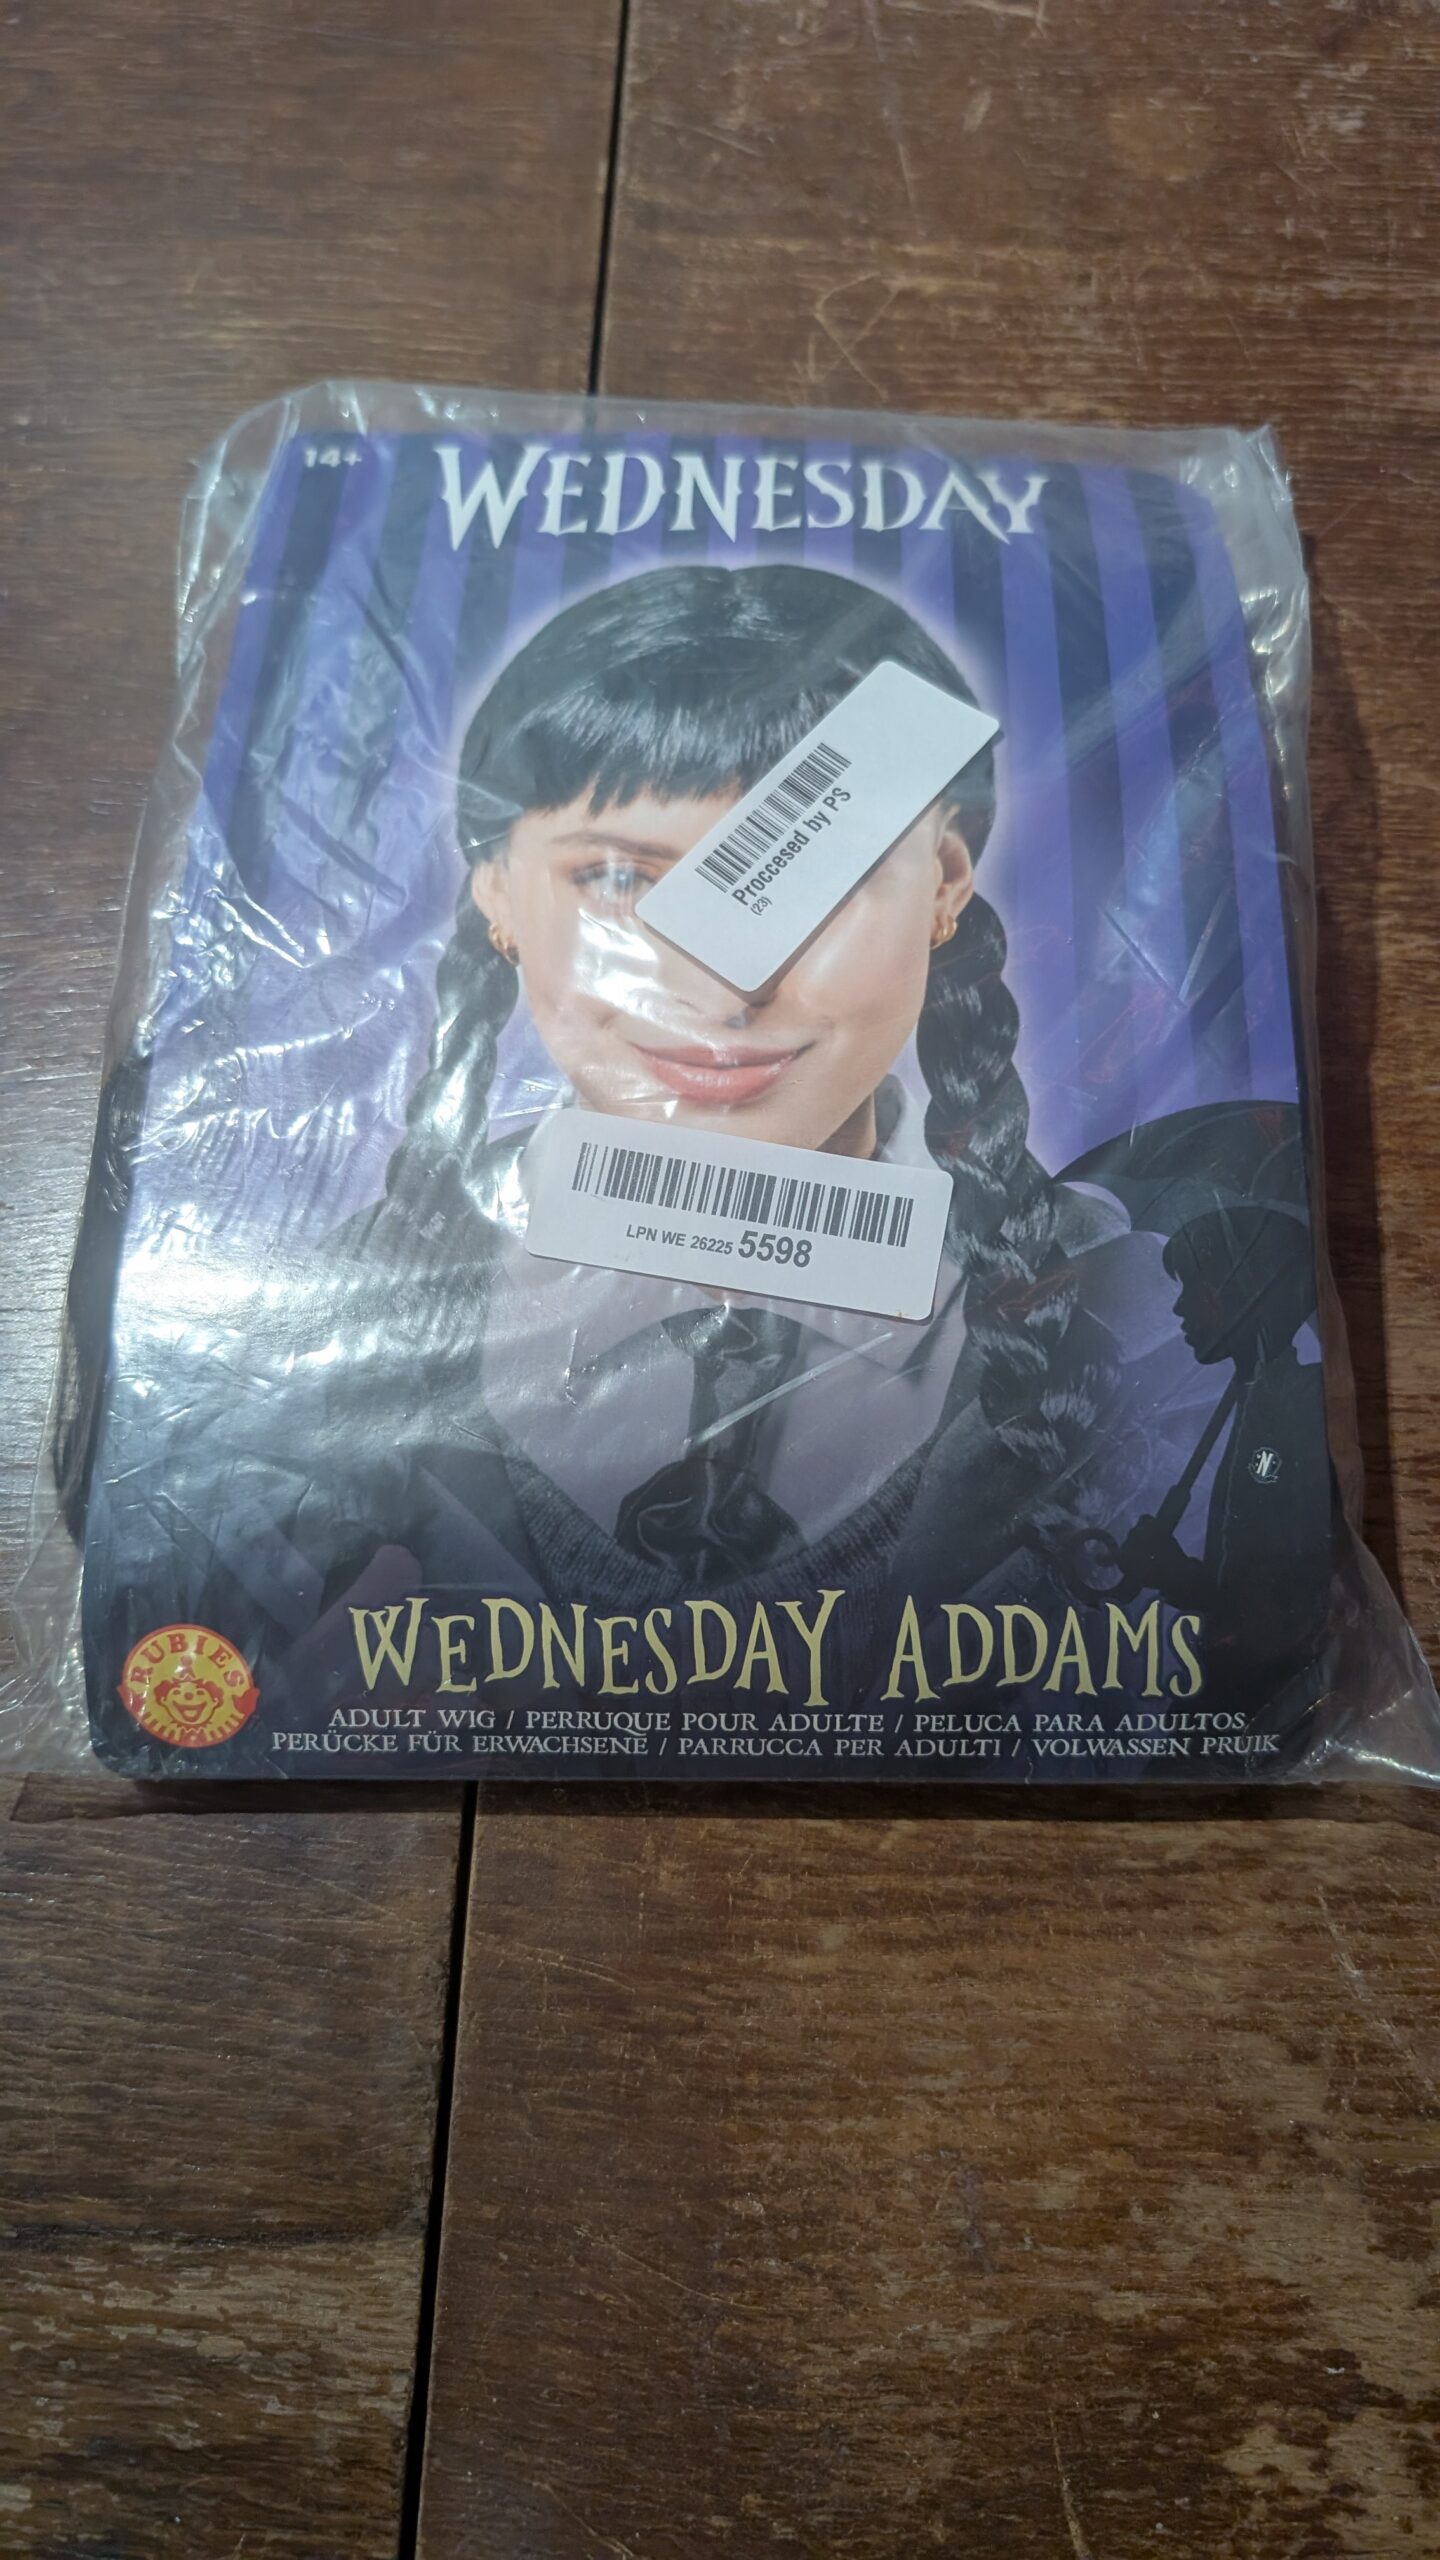 14+
WEDNESDAY
Proccesed by PS
(23)
LPN WE 26225 5598
N
WEDNESDAY ADDAMS
RUBIES
ADULT WIG / PERRUQUE POUR ADULTE / PELUCA PARA ADULTOS
PERÜCKE FÜR ERWACHSENE / PARRUCCA PER ADULTI / VOLWASSEN PRUIK